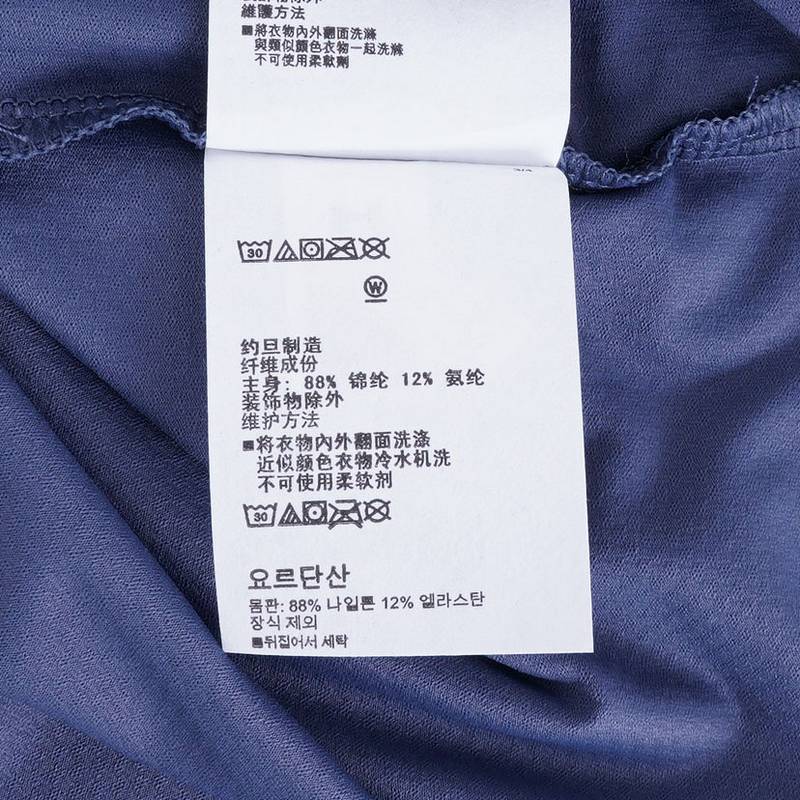 維護方法
■將衣物內外翻面洗滌
與類似顏色衣物一起洗滌
不可使用柔軟劑
3/4
30
W
约旦制造
纤维成份
主身: 88% 锦纶 12% 氨纶
装饰物除外
维护方法
■将衣物内外翻面洗涤
近似颜色衣物冷水机洗
不可使用柔软剂
30
요르단산
몸판: 88% 나일론 12% 엘라스탄
장식 제외
■뒤집어서 세탁